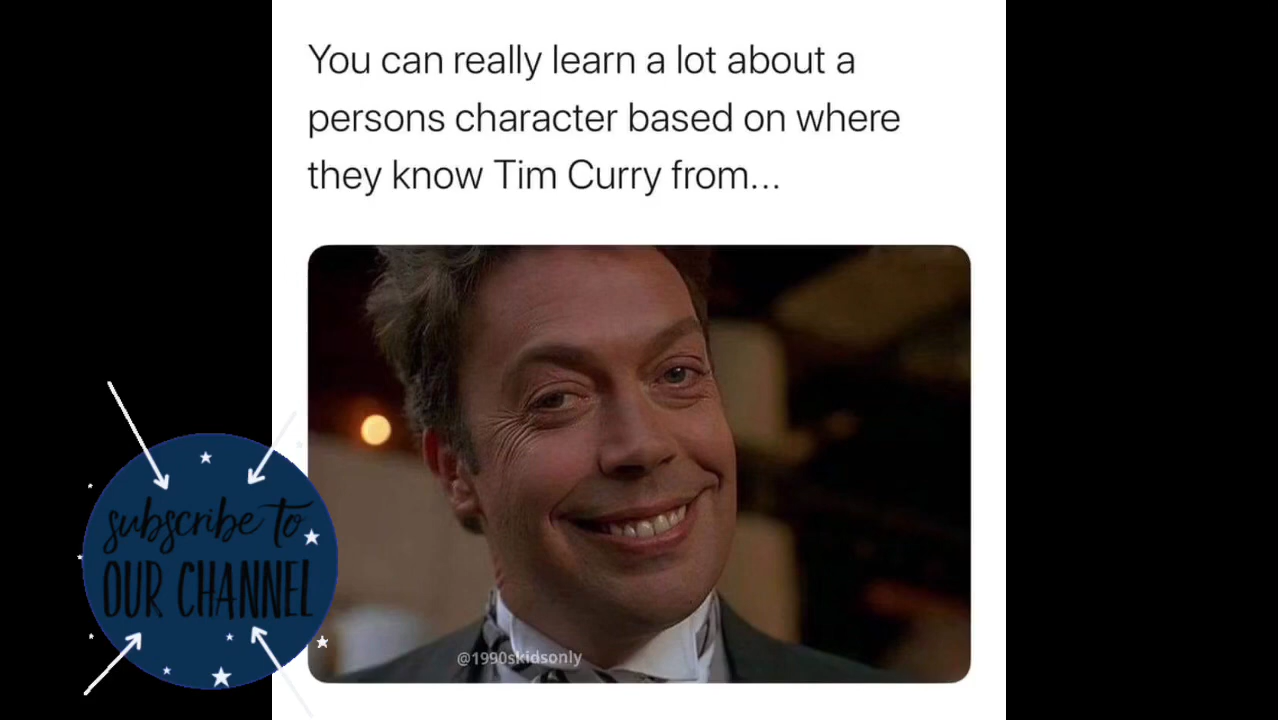 You can really learn a lot about a
persons character based on where
they know Tim Curry from...
@1990skidsonly
subscribe to
OUR CHANNEL